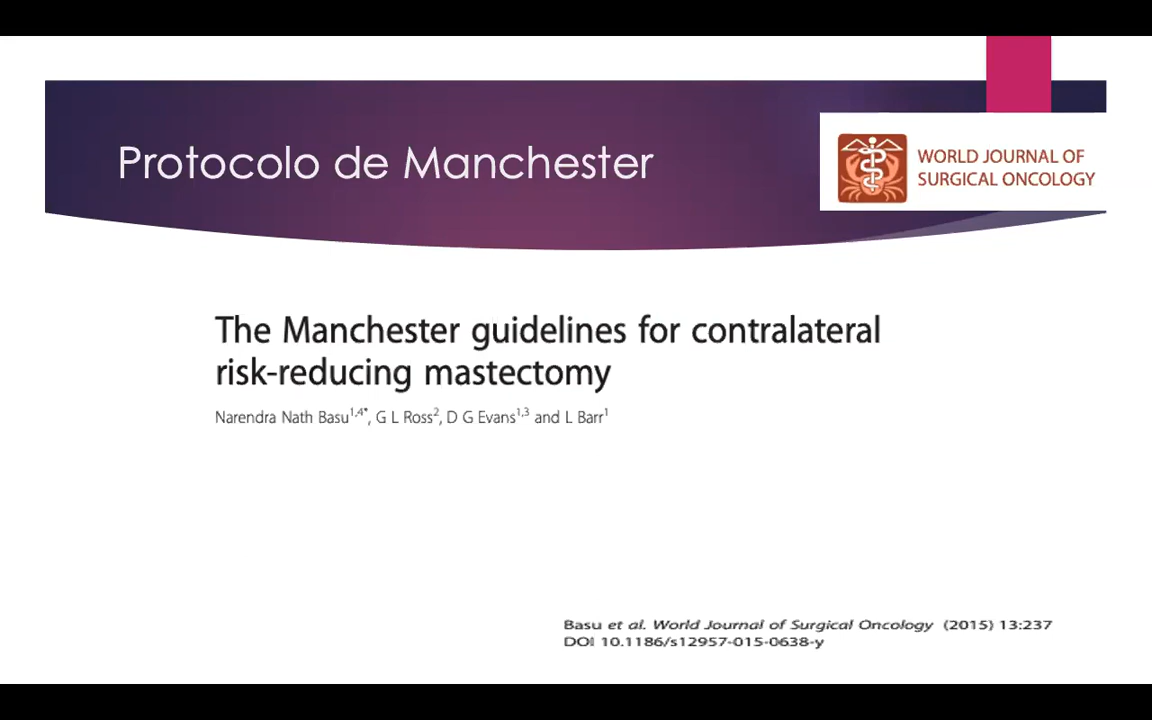 Protocolo de Manchester
WORLD JOURNAL OF
SURGICAL ONCOLOGY
The Manchester guidelines for contralateral
risk-reducing mastectomy
Narendra Nath Basu1,4*, G L Ross2, D G Evans1,3 and L Barr1
Basu et al. World Journal of Surgical Oncology (2015) 13:237
DOI 10.1186/s12957-015-0638-y